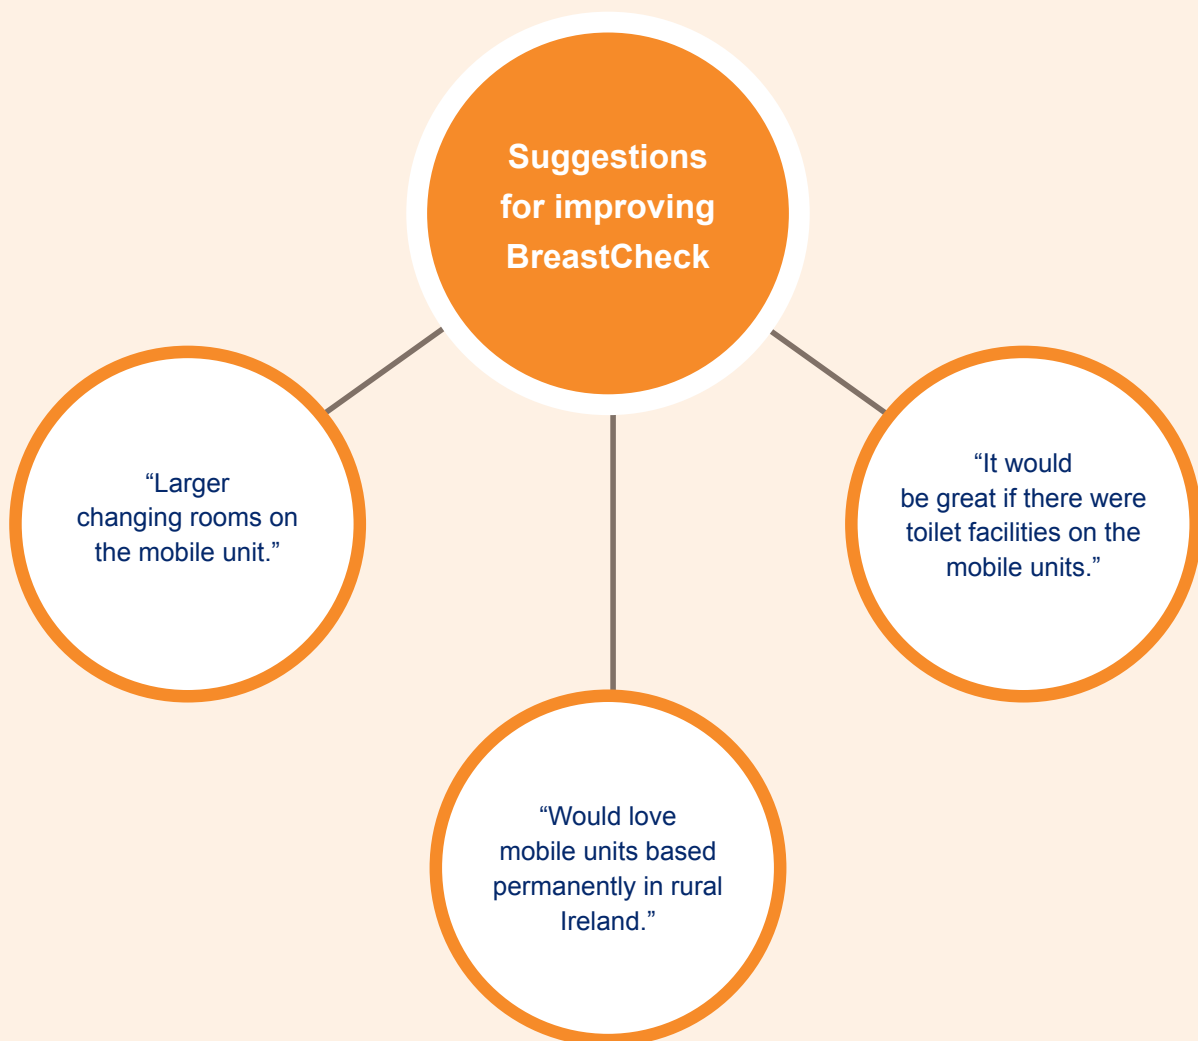 Suggestions
for improving
BreastCheck
“Larger
changing rooms on
the mobile unit.”
“It would
be great if there were
toilet facilities on the
mobile units.”
“Would love
mobile units based
permanently in rural
Ireland.”